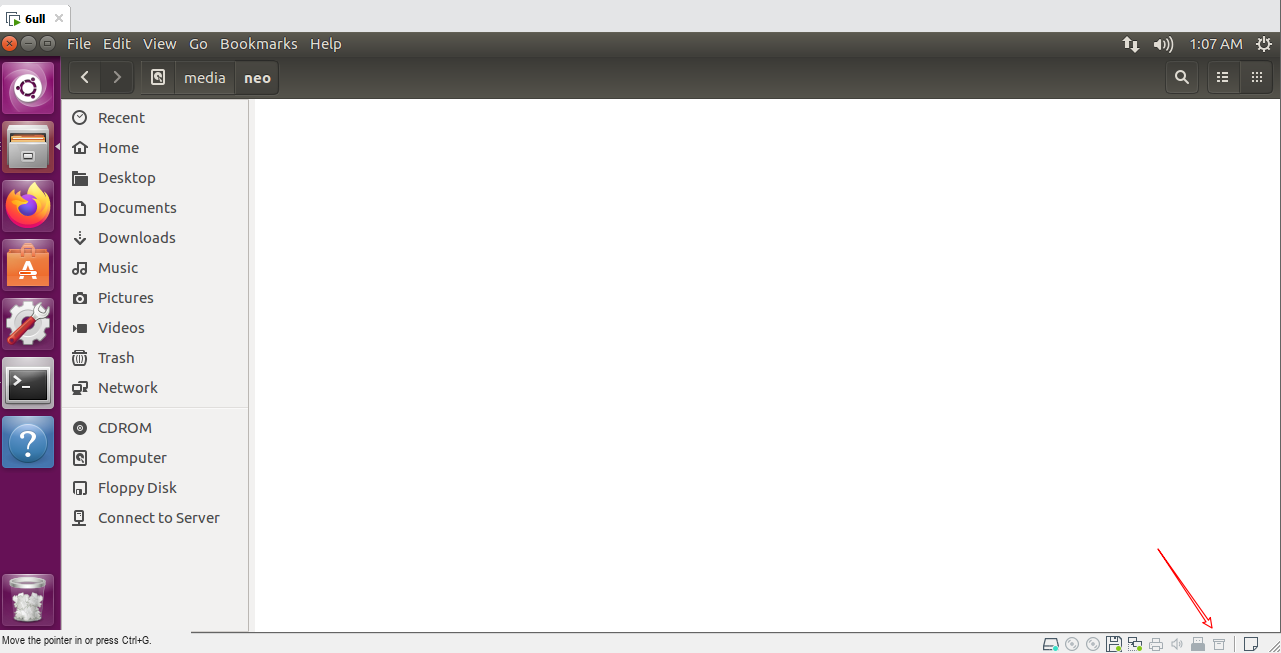 6ull
File Edit View Go Bookmarks Help
1:07 AM
media neo
Recent
Home
Desktop
Documents
Downloads
Music
Pictures
Videos
Trash
Network
CDROM
Computer
Floppy Disk
Connect to Server
Move the pointer in or press Ctrl+G.